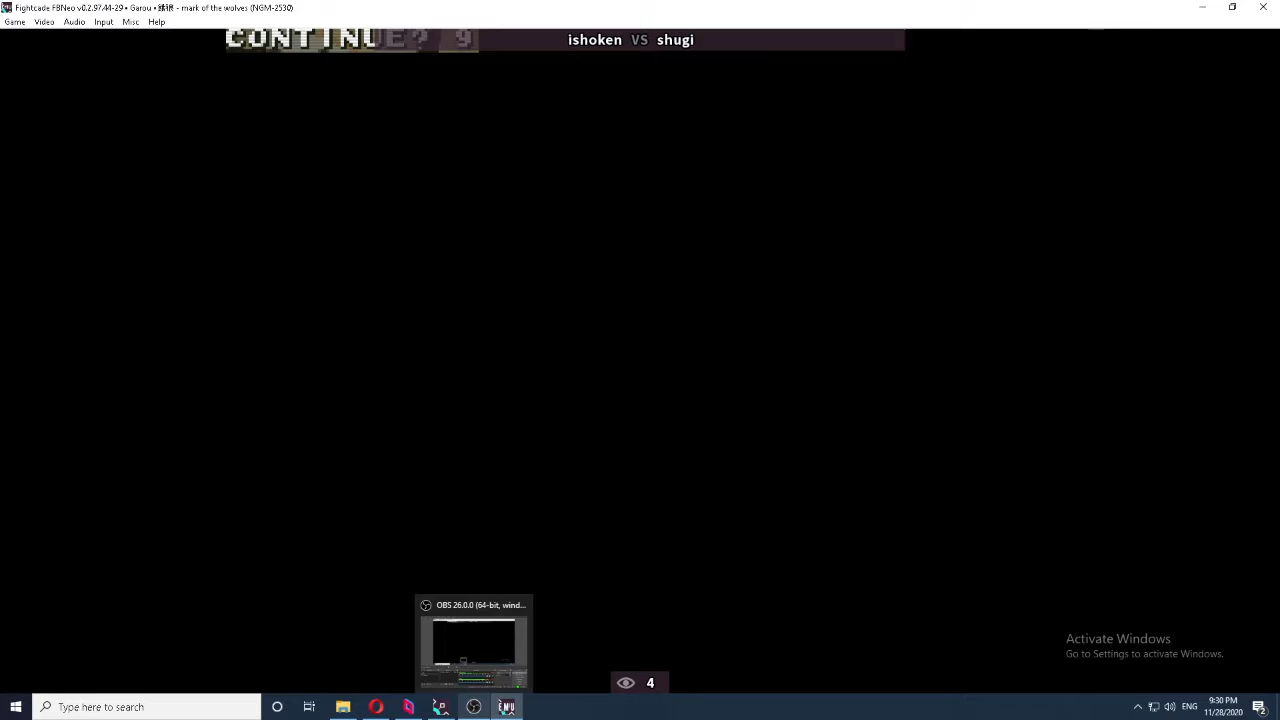 Fightcade FBNeo v0.2.97.44-29 • Garou • 餓狼 - mark of the wolves (NGM-2530)
Game Video Audio Input Misc Help
CONTINUE? 9
ishoken VS shugi
OBS 26.0.0 (64-bit, wind...
Activate Windows
Go to Settings to activate Windows.
4
Type here to search
EMU
ENG
9:30 PM
11/28/2020
2